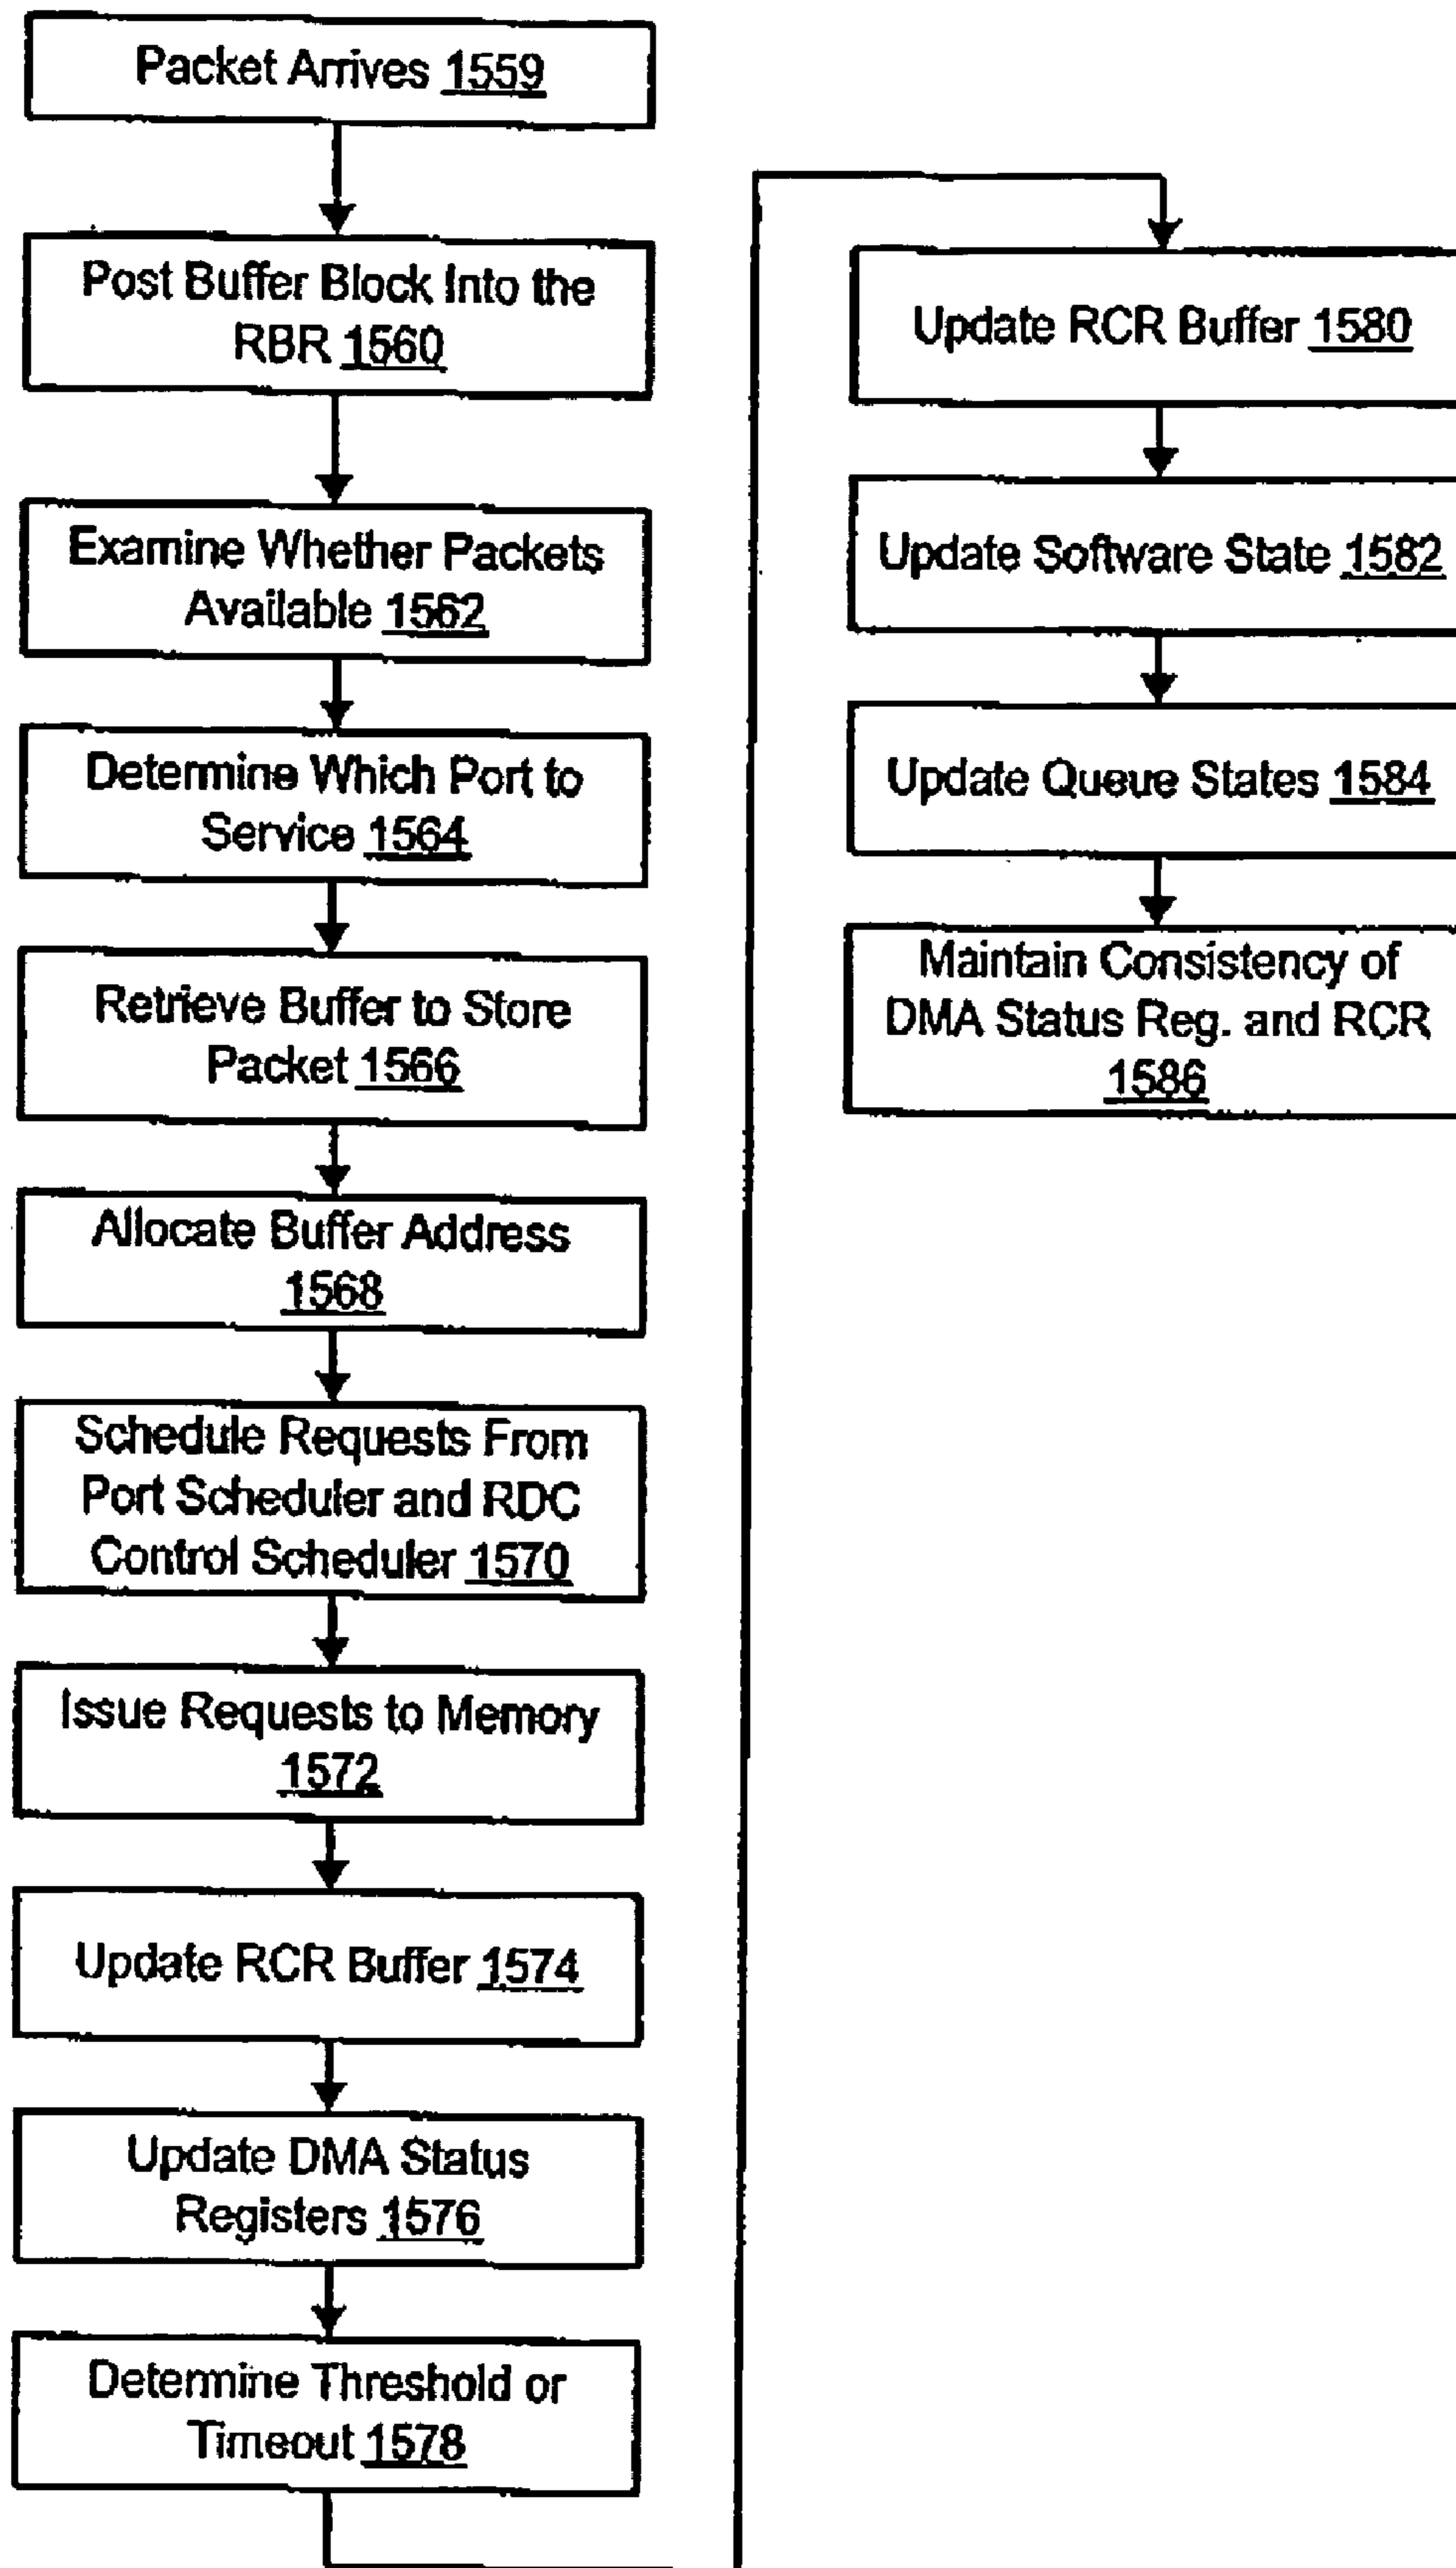 Packet Arrives 1559
Post Buffer Block Into the
RBR 1560
Examine Whether Packets
Available 1562
Determine Which Port to
Service 1564
Retrieve Buffer to Store
Packet 1566
Allocate Buffer Address
1568
Schedule Requests From
Port Scheduler and RDC
Control Scheduler 1570
Issue Requests to Memory
1572
Update RCR Buffer 1574
Update DMA Status
Registers 1576
Determine Threshold or
Timeout 1578
Update RCR Buffer 1580
Update Software State 1582
Update Queue States 1584
Maintain Consistency of
DMA Status Reg. and RCR
1586